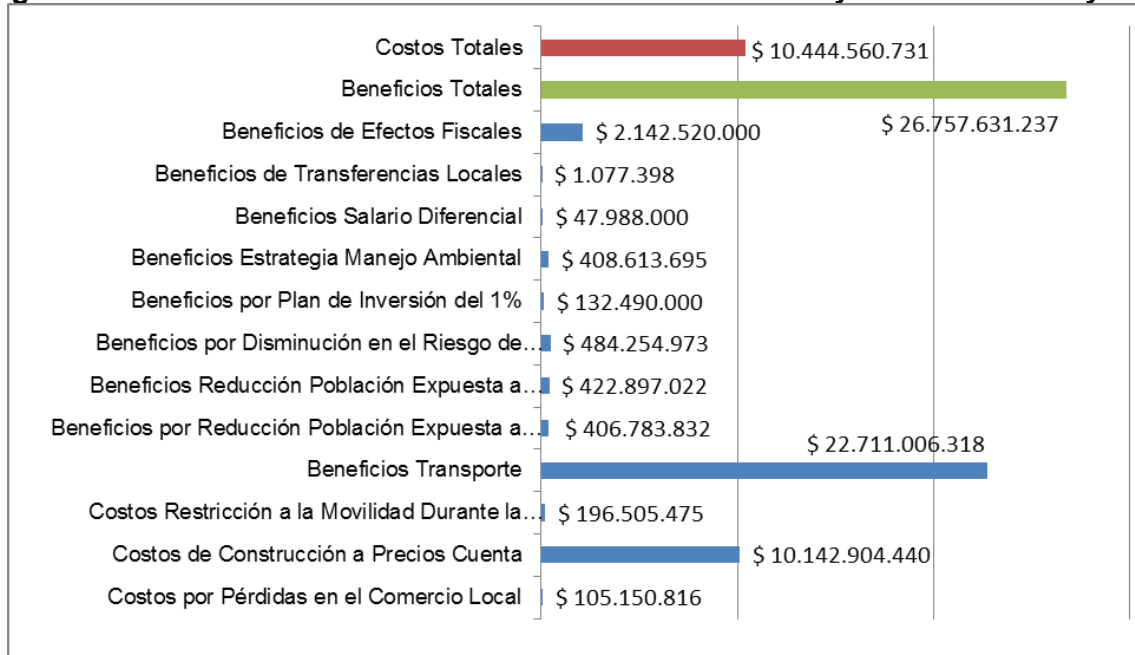 Costos Totales $ 10.444.560.731
Beneficios Totales $ 26.757.631.237
Beneficios de Efectos Fiscales $ 2.142.520.000
Beneficios de Transferencias Locales $ 1.077.398
Beneficios Salario Diferencial $ 47.988.000
Beneficios Estrategia Manejo Ambiental $ 408.613.695
Beneficios por Plan de Inversión del 1% $ 132.490.000
Beneficios por Disminución en el Riesgo de... $ 484.254.973
Beneficios Reducción Población Expuesta a... $ 422.897.022
Beneficios por Reducción Población Expuesta a... $ 406.783.832
Beneficios Transporte $ 22.711.006.318
Costos Restricción a la Movilidad Durante la... $ 196.505.475
Costos de Construcción a Precios Cuenta $ 10.142.904.440
Costos por Pérdidas en el Comercio Local $ 105.150.816